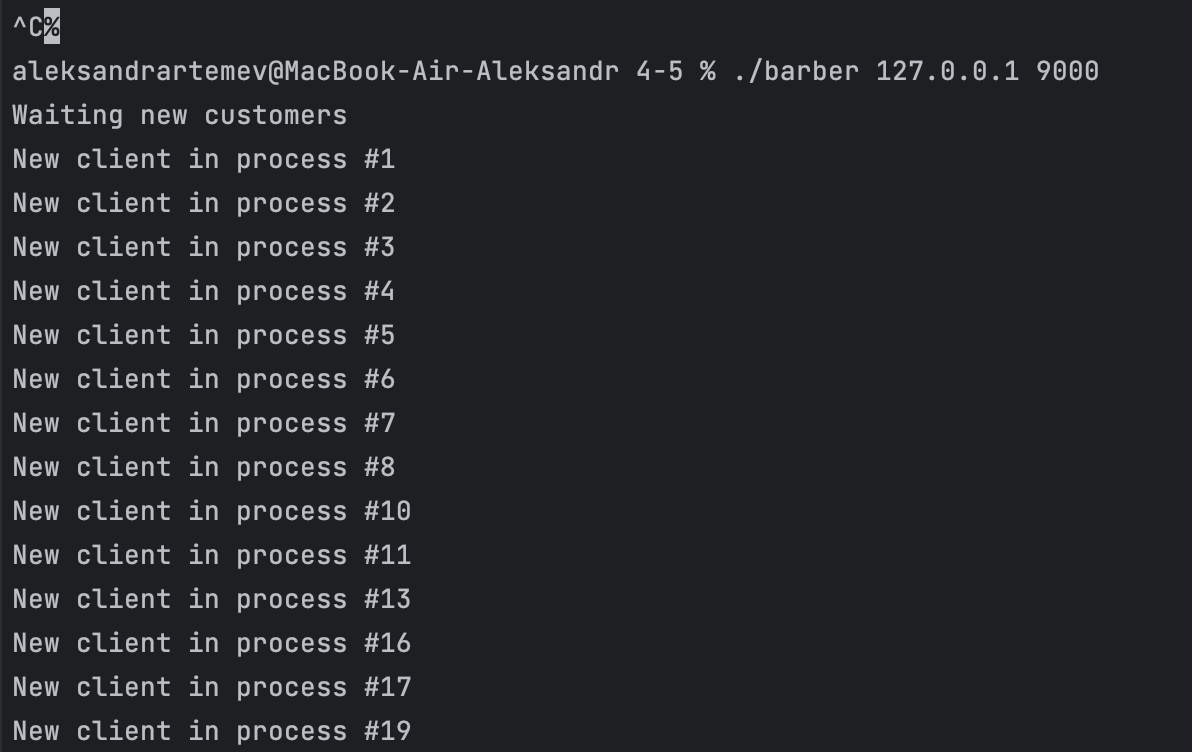 ^C%
aleksandrartemev@MacBook-Air-Aleksandr 4-5 % ./barber 127.0.0.1 9000
Waiting new customers
New client in process #1
New client in process #2
New client in process #3
New client in process #4
New client in process #5
New client in process #6
New client in process #7
New client in process #8
New client in process #10
New client in process #11
New client in process #13
New client in process #16
New client in process #17
New client in process #19